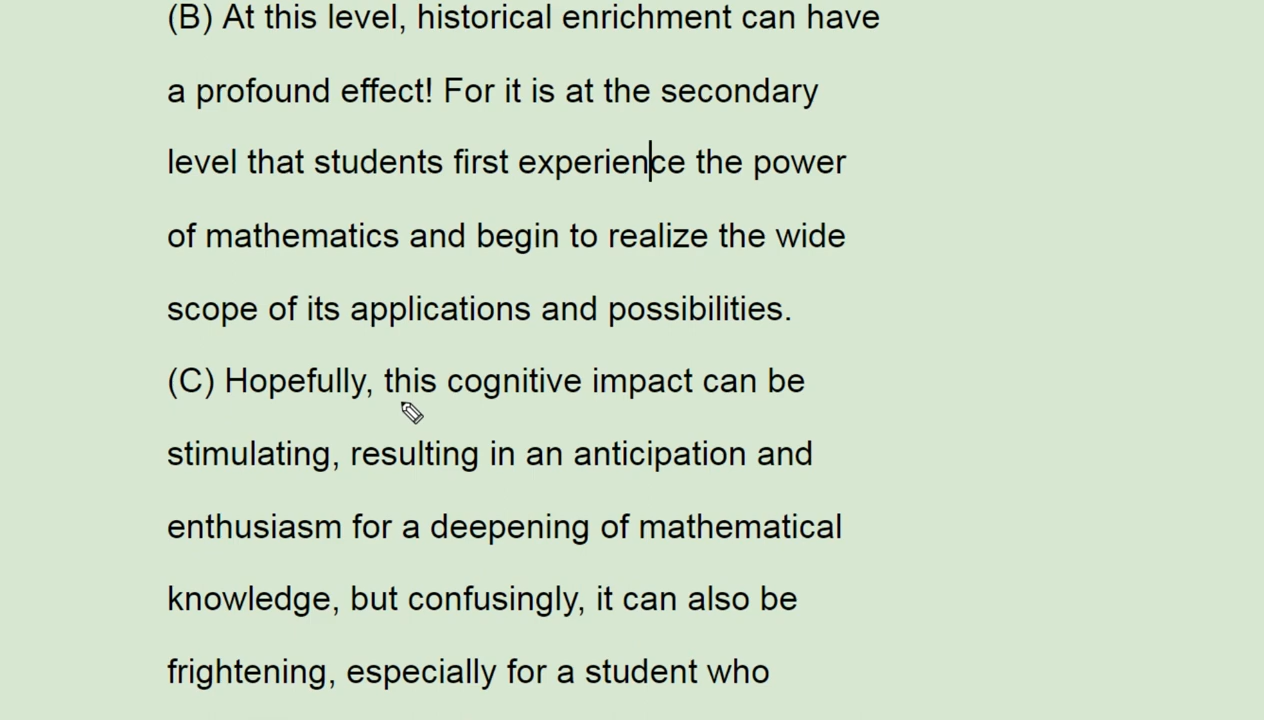 (B) At this level, historical enrichment can have
a profound effect! For it is at the secondary
level that students first experience the power
of mathematics and begin to realize the wide
scope of its applications and possibilities.
(C) Hopefully, this cognitive impact can be
stimulating, resulting in an anticipation and
enthusiasm for a deepening of mathematical
knowledge, but confusingly, it can also be
frightening, especially for a student who